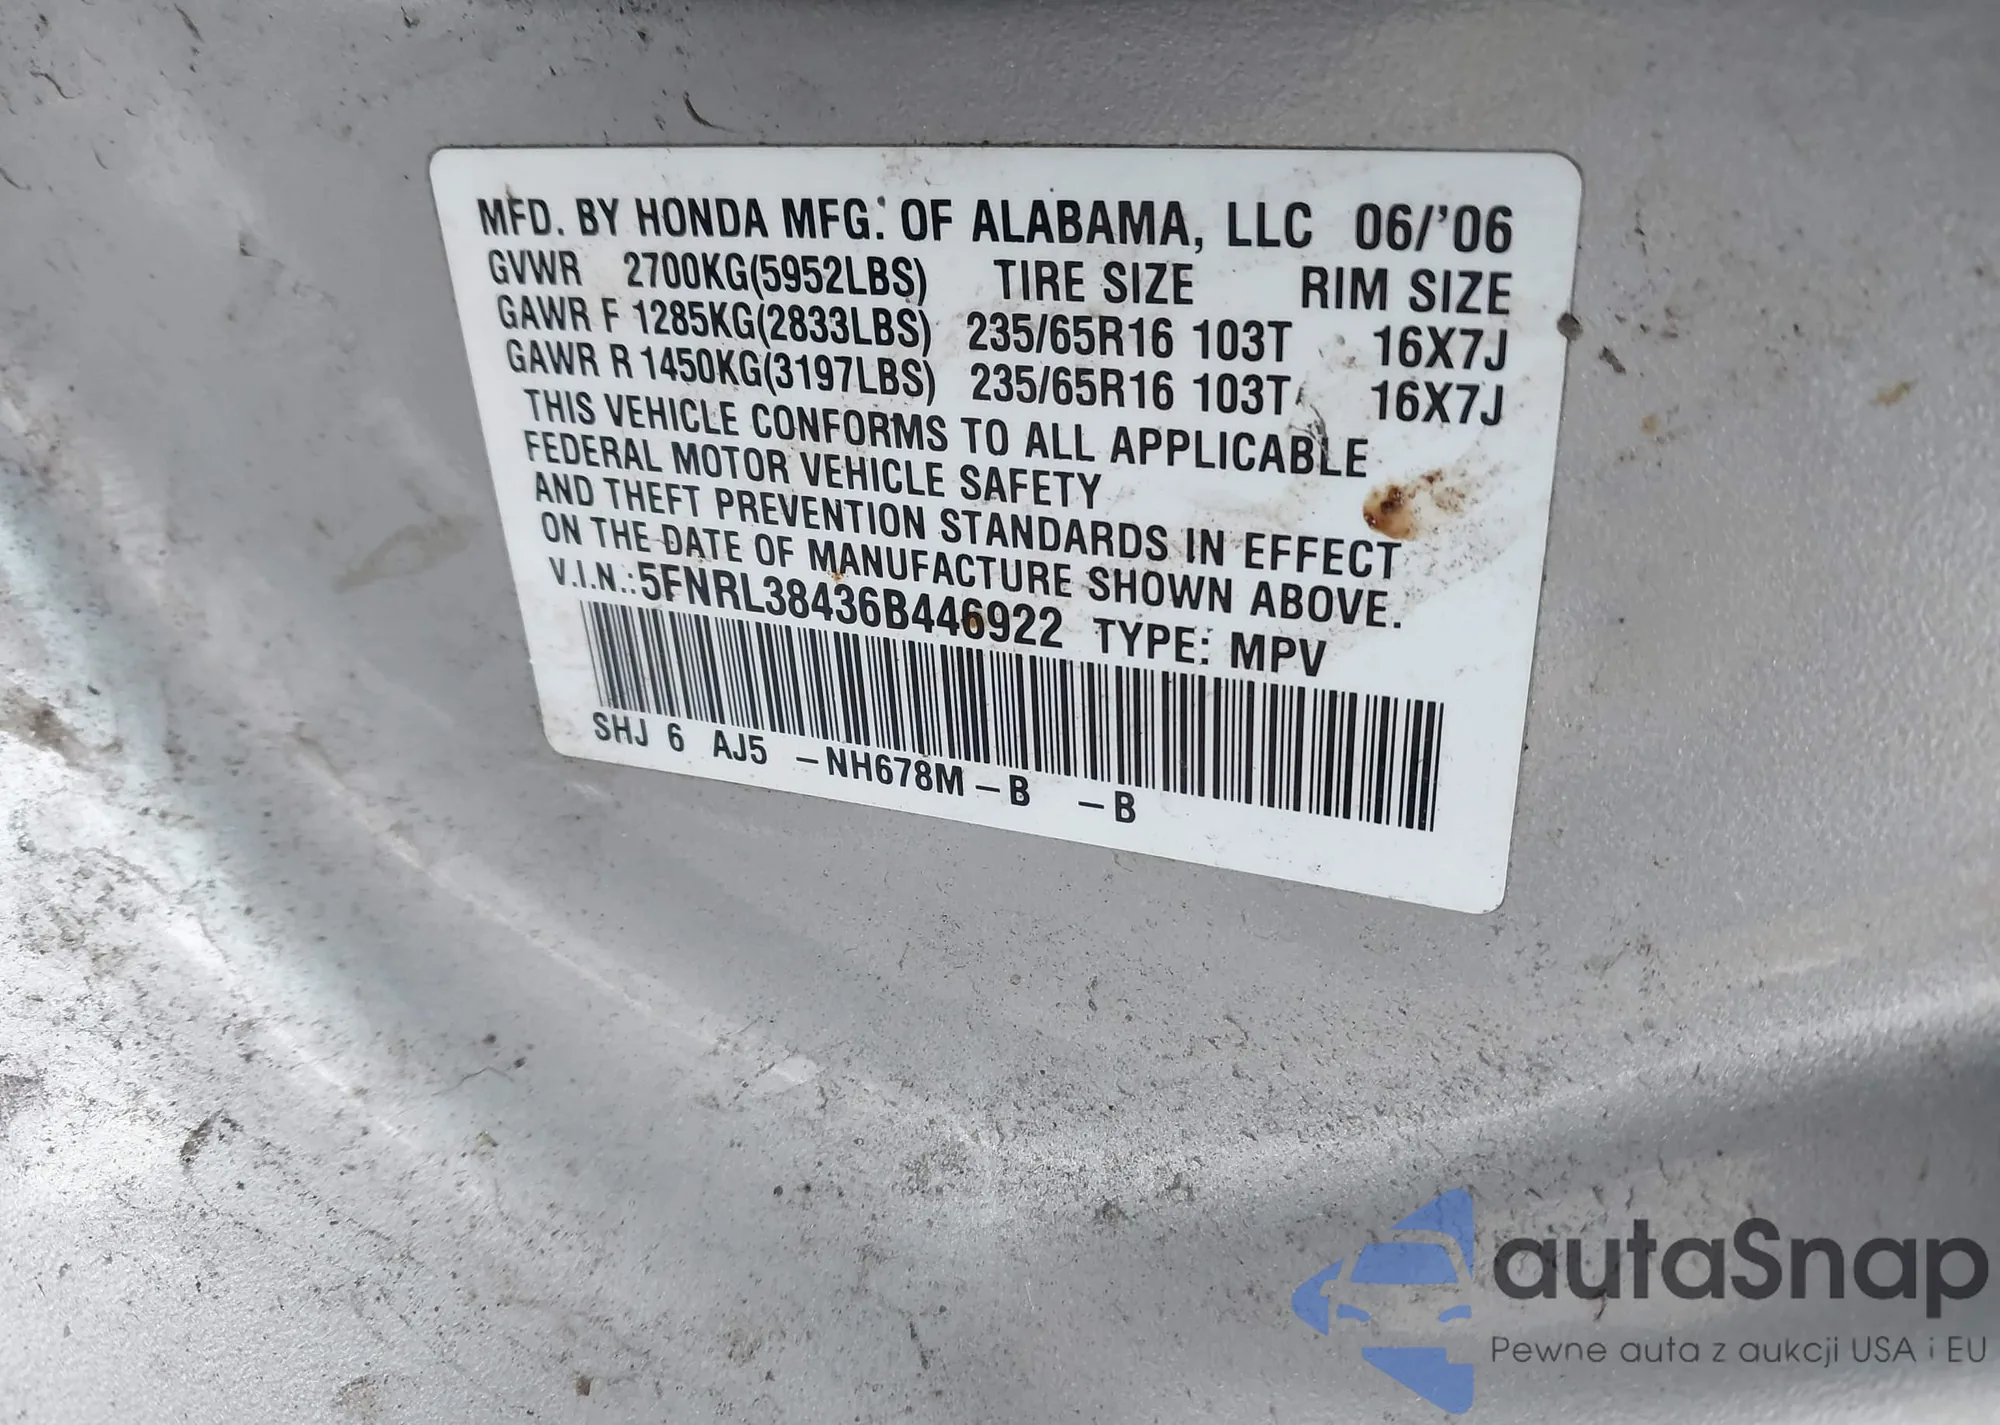 MFD. BY HONDA MFG. OF ALABAMA, LLC 06/'06
GVWR 2700KG(5952LBS) TIRE SIZE RIM SIZE
GAWR F 1285KG(2833LBS) 235/65R16 103T 16X7J
GAWR R 1450KG(3197LBS) 235/65R16 103T 16X7J
THIS VEHICLE CONFORMS TO ALL APPLICABLE
FEDERAL MOTOR VEHICLE SAFETY
AND THEFT PREVENTION STANDARDS IN EFFECT
ON THE DATE OF MANUFACTURE SHOWN ABOVE.
V.I.N.:5FNRL38436B446922 TYPE: MPV
SHJ 6 AJ5 -NH678M-B -B
autaSnap
Pewne auta z aukcji USA i EU